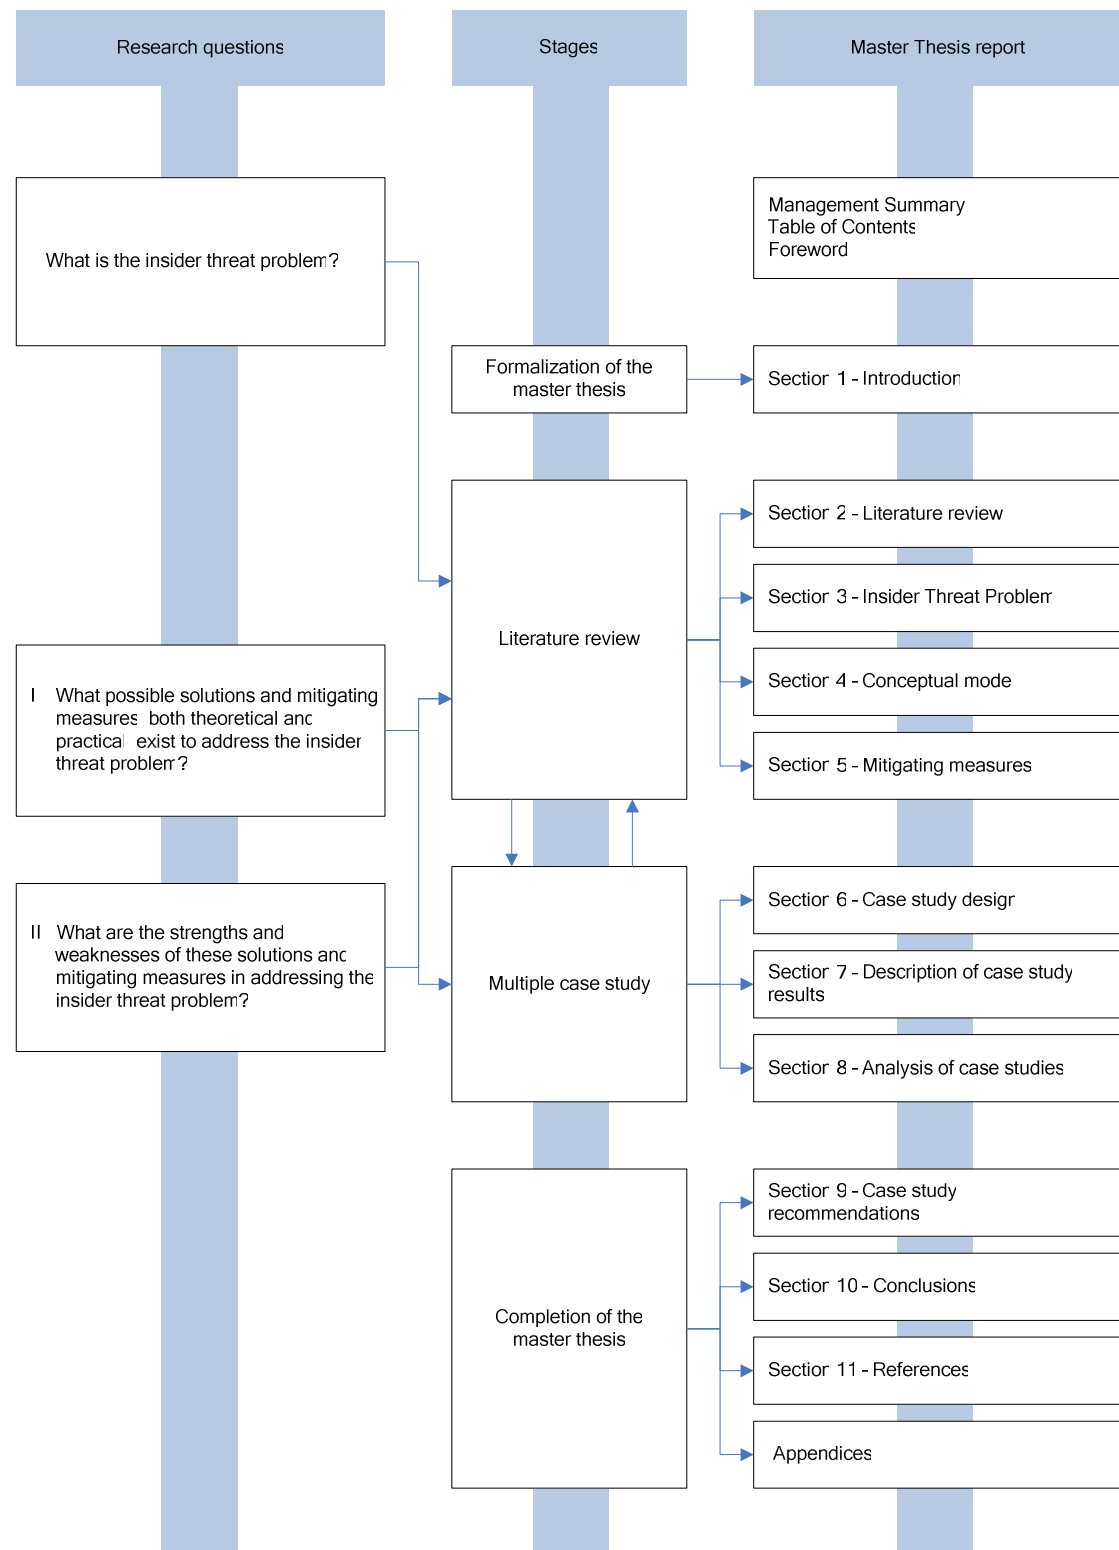 Research questions
Stages
Master Thesis report
What is the insider threat problem?
I What possible solutions and mitigating
measures both theoretical and
practical exist to address the insider
threat problem?
II What are the strengths and
weaknesses of these solutions and
mitigating measures in addressing the
insider threat problem?
Formalization of the
master thesis
Literature review
Multiple case study
Completion of the
master thesis
Management Summary
Table of Contents
Foreword
Section 1 - Introduction
Section 2 - Literature review
Section 3 - Insider Threat Problem
Section 4 - Conceptual mode
Section 5 - Mitigating measures
Section 6 - Case study design
Section 7 - Description of case study
results
Section 8 - Analysis of case studies
Section 9 - Case study
recommendations
Section 10 - Conclusions
Section 11 - References
Appendices